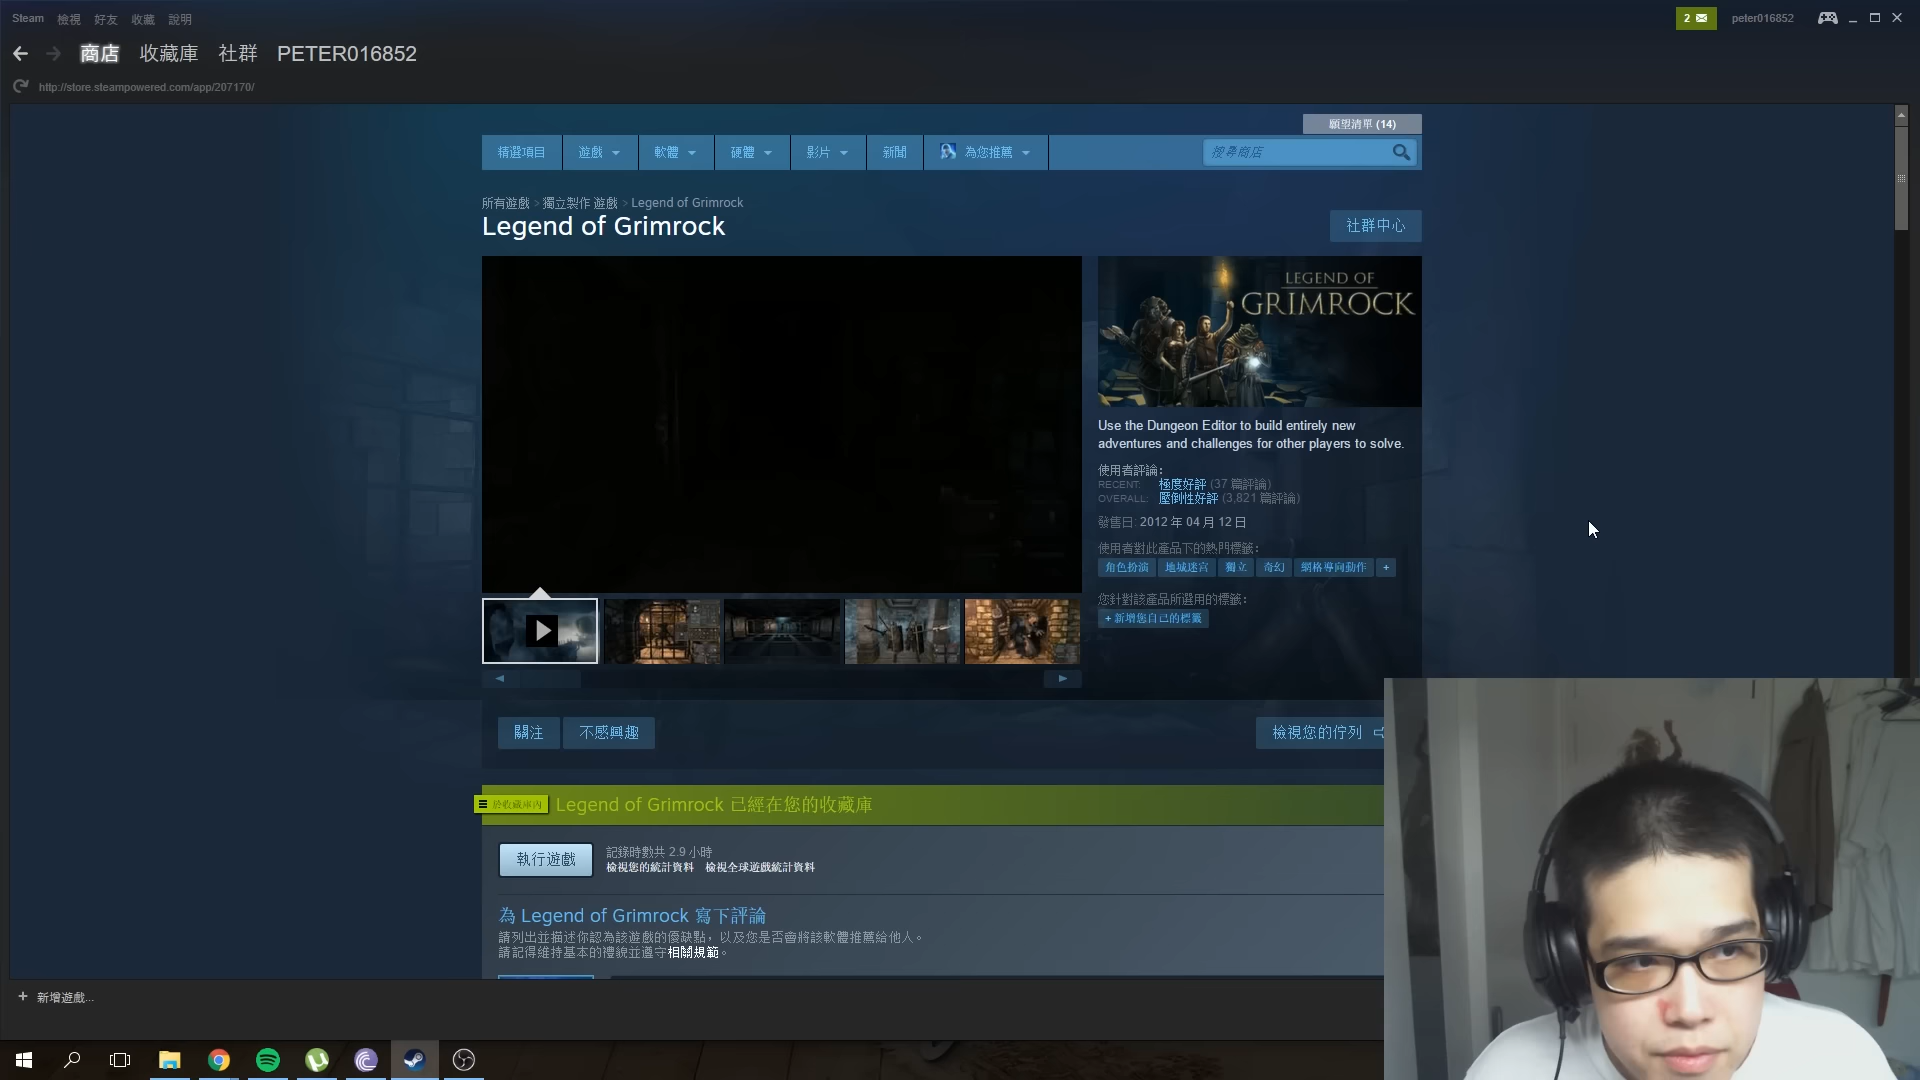 Steam 檢視 好友 收藏 說明
2
peter016852
商店 收藏庫 社群 PETER016852
http://store.steampowered.com/app/207170/
願望清單 (14)
精選項目 遊戲 軟體 硬體 影片 新聞 為您推薦 搜尋商店
所有遊戲 > 獨立製作 遊戲 > Legend of Grimrock
Legend of Grimrock
社群中心
LEGEND OF
GRIMROCK
Use the Dungeon Editor to build entirely new
adventures and challenges for other players to solve.
使用者評論：
RECENT: 極度好評 (37 篇評論)
OVERALL: 壓倒性好評 (3,821 篇評論)
發售日: 2012 年 04 月 12 日
使用者對此產品下的熱門標籤：
角色扮演 地城迷宮 獨立 奇幻 網格導向動作 +
您針對該產品所選用的標籤：
+ 新增您自己的標籤
關注 不感興趣 檢視您的佇列
於收藏庫內 Legend of Grimrock 已經在您的收藏庫
執行遊戲
記錄時數共 2.9 小時
檢視您的統計資料 檢視全球遊戲統計資料
為 Legend of Grimrock 寫下評論
請列出並描述你認為該遊戲的優缺點，以及您是否會將該軟體推薦給他人。
請記得維持基本的禮貌並遵守相關規範。
+ 新增遊戲...